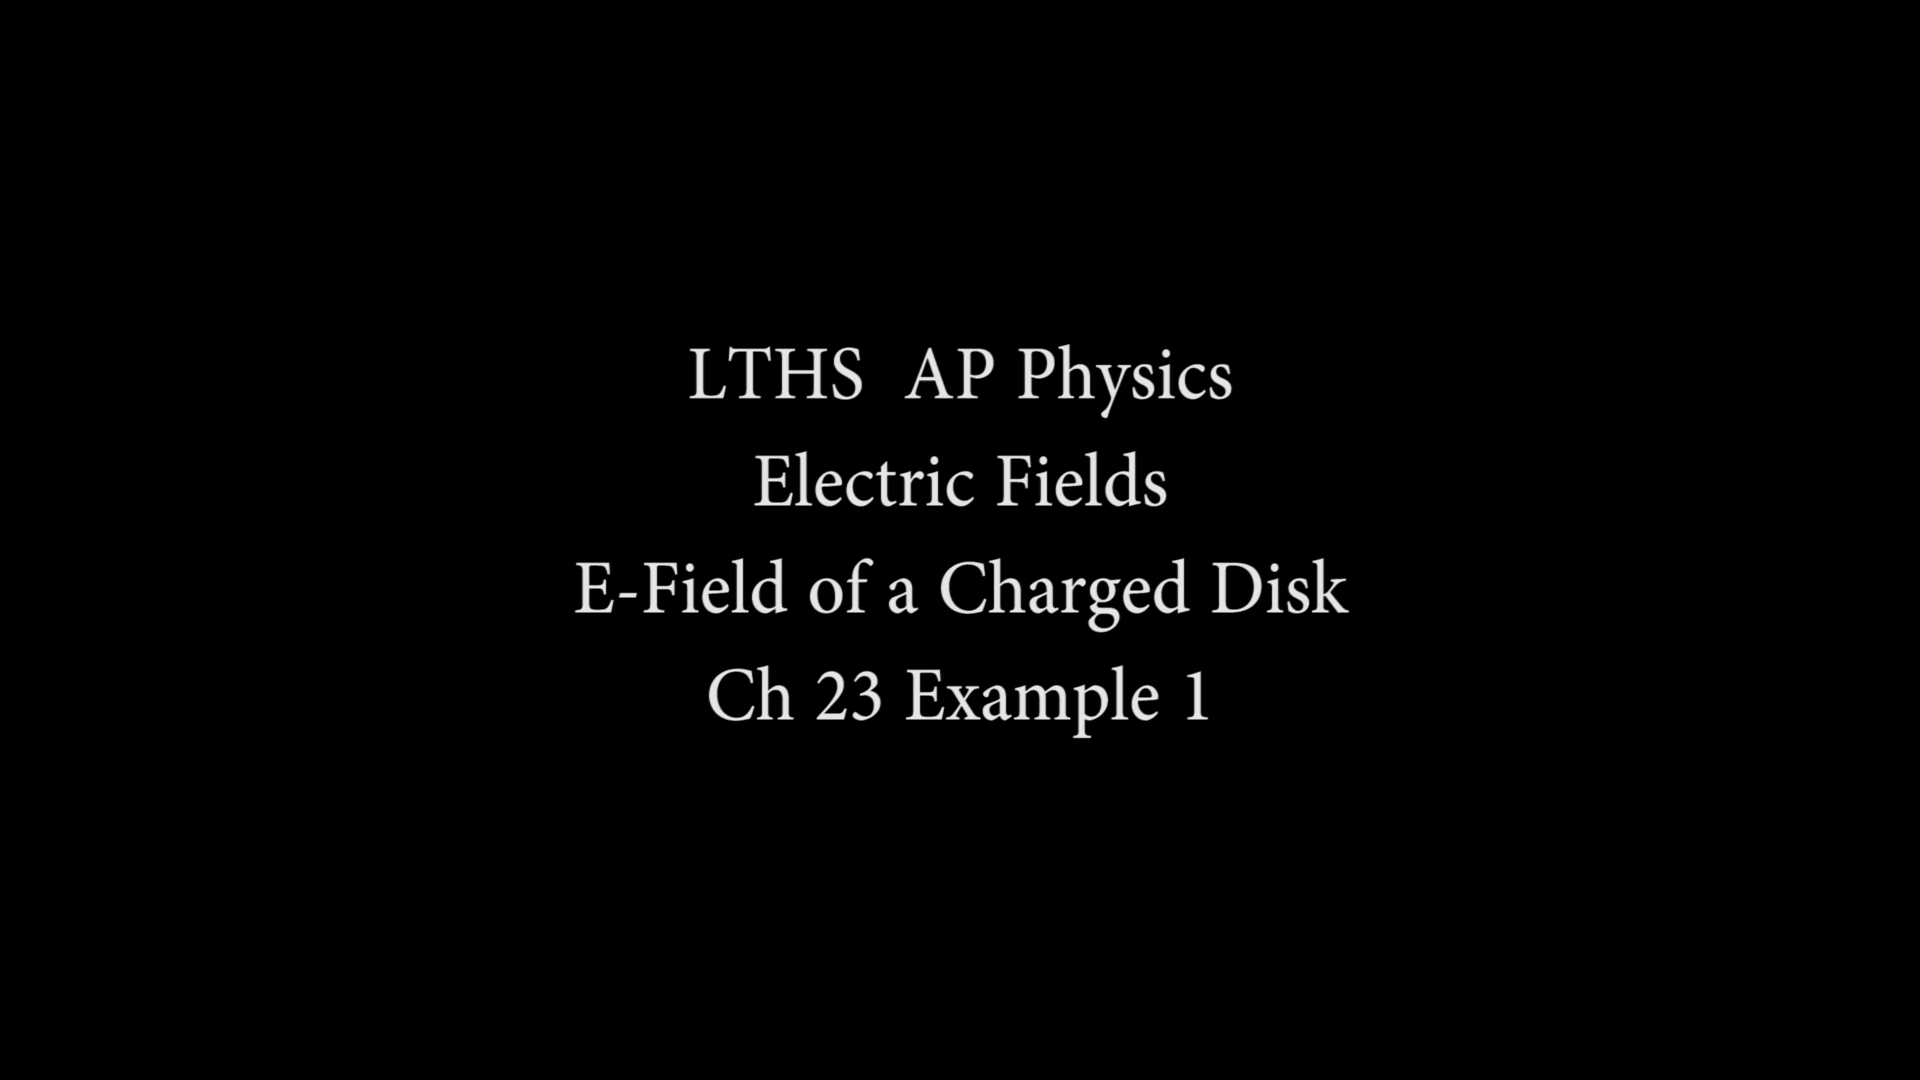 LTHS  AP Physics
Electric Fields
E-Field of a Charged Disk
Ch 23 Example 1